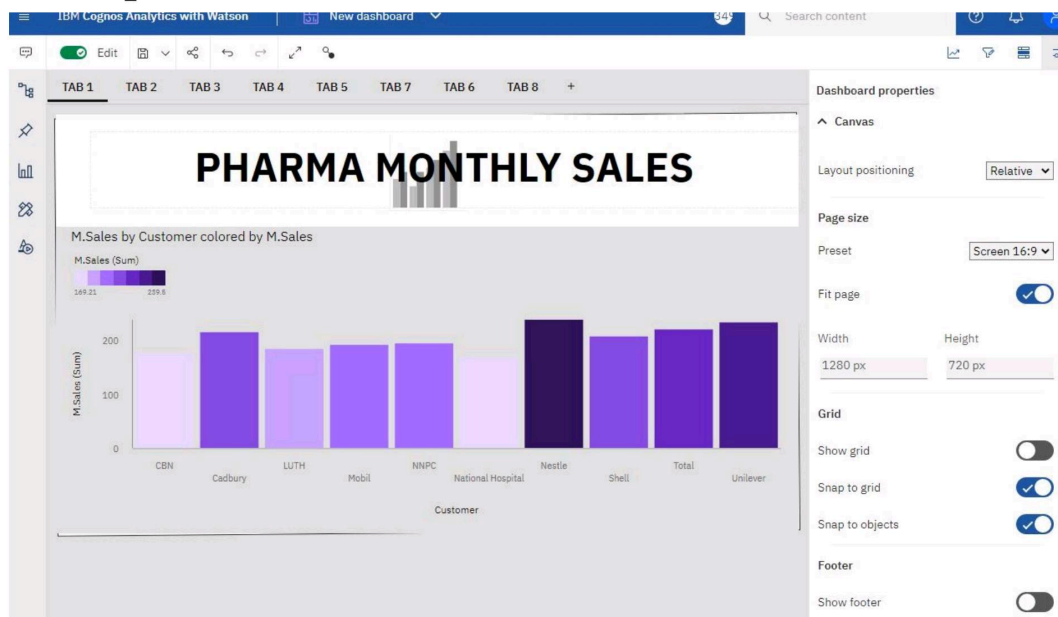 IBM Cognos Analytics with Watson
New dashboard
Search content
Edit
TAB 1 TAB 2 TAB 3 TAB 4 TAB 5 TAB 7 TAB 6 TAB 8 +
Dashboard properties
Canvas
Layout positioning Relative
Page size
Preset Screen 16:9
Fit page
Width Height
1280 px 720 px
Grid
Show grid
Snap to grid
Snap to objects
Footer
Show footer
PHARMA MONTHLY SALES
M.Sales by Customer colored by M.Sales
M.Sales (Sum)
169.21 239.5
M.Sales (Sum)
200
100
0
CBN Cadbury LUTH Mobil NNPC National Hospital Nestle Shell Total Unilever
Customer